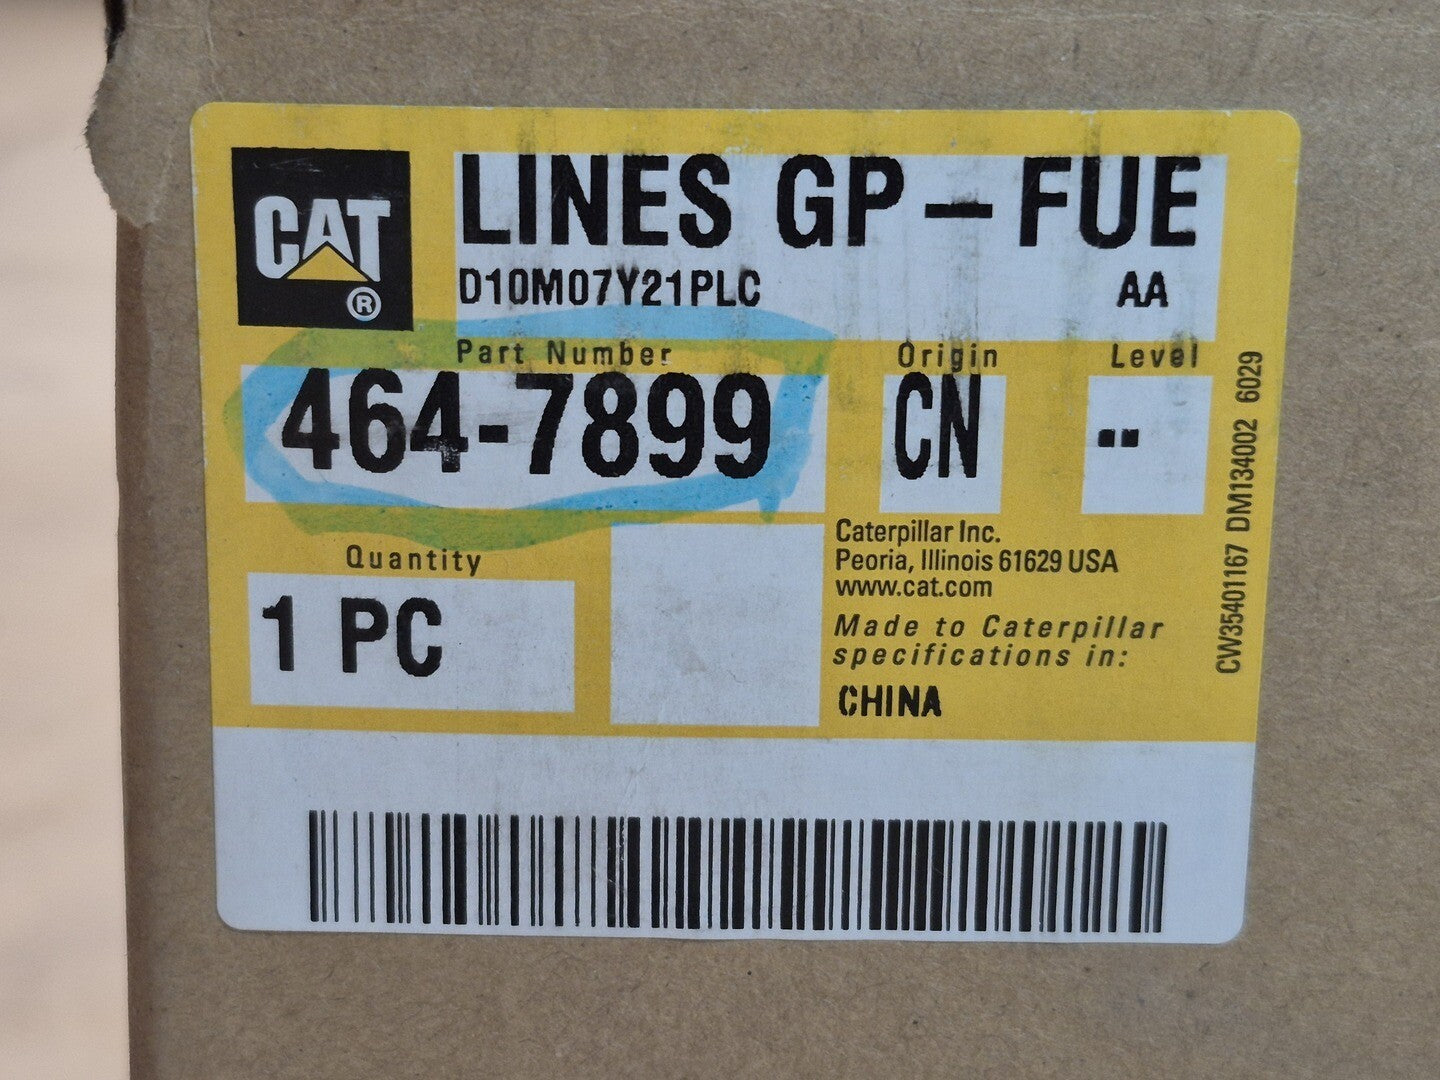 CAT
®
LINES GP-FUE
D10M07Y21PLC AA
Part Number Origin Level
464-7899 CN --
Quantity
1 PC
Caterpillar Inc.
Peoria, Illinois 61629 USA
www.cat.com
Made to Caterpillar
specifications in:
CHINA
CW35401167 DM134002 6029